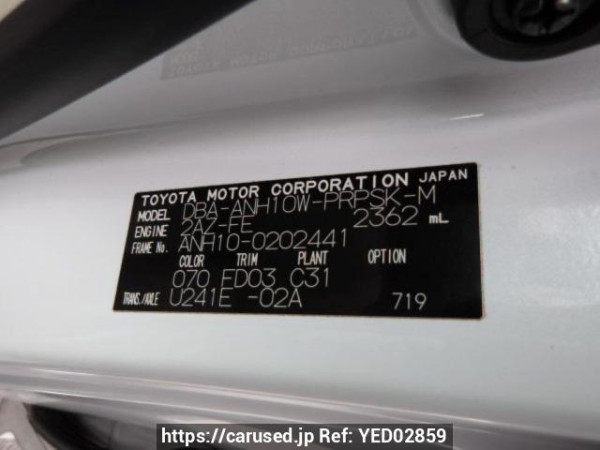 TOYOTA MOTOR CORPORATION JAPAN
MODEL DBA-ANH10W-PRPSK-M
ENGINE 2AZ-FE 2362 mL
FRAME No. ANH10-0202441
COLOR TRIM PLANT OPTION
070 FD03 C31
TRANS./AXLE U241E -02A 719
https://carused.jp Ref: YED02859